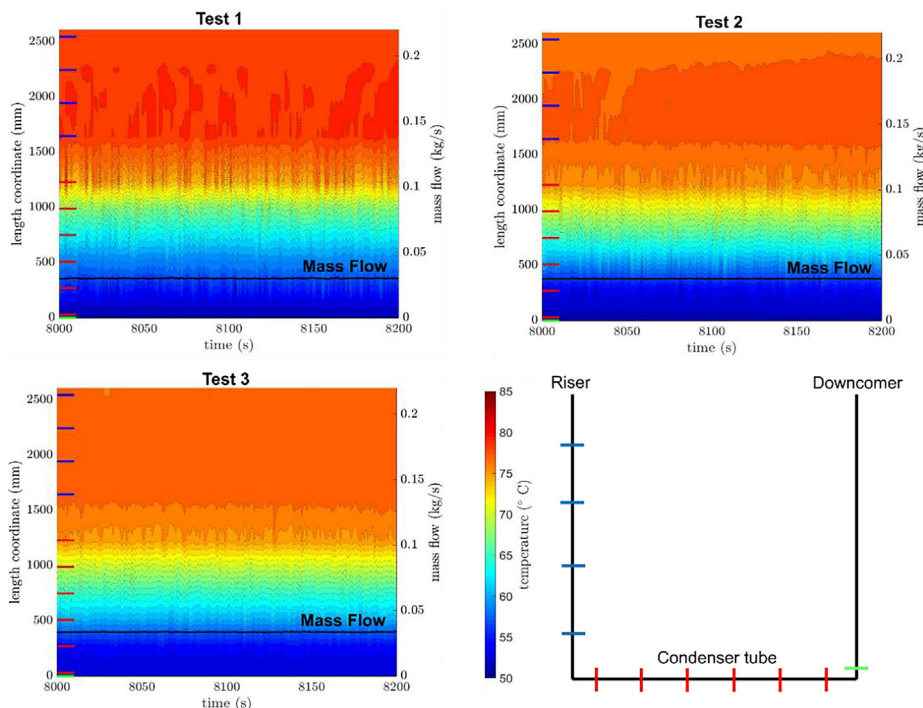 Test 1
2500
2000
1500
1000
500
0
length coordinate (mm)
0.2
0.15
0.1
0.05
0
mass flow (kg/s)
Mass Flow
8000 8050 8100 8150 8200
time (s)
Test 2
2500
2000
1500
1000
500
0
length coordinate (mm)
0.2
0.15
0.1
0.05
0
mass flow (kg/s)
Mass Flow
8000 8050 8100 8150 8200
time (s)
Test 3
2500
2000
1500
1000
500
0
length coordinate (mm)
0.2
0.15
0.1
0.05
0
mass flow (kg/s)
Mass Flow
8000 8050 8100 8150 8200
time (s)
85
80
75
70
65
60
55
50
temperature (° C)
Riser
Downcomer
Condenser tube